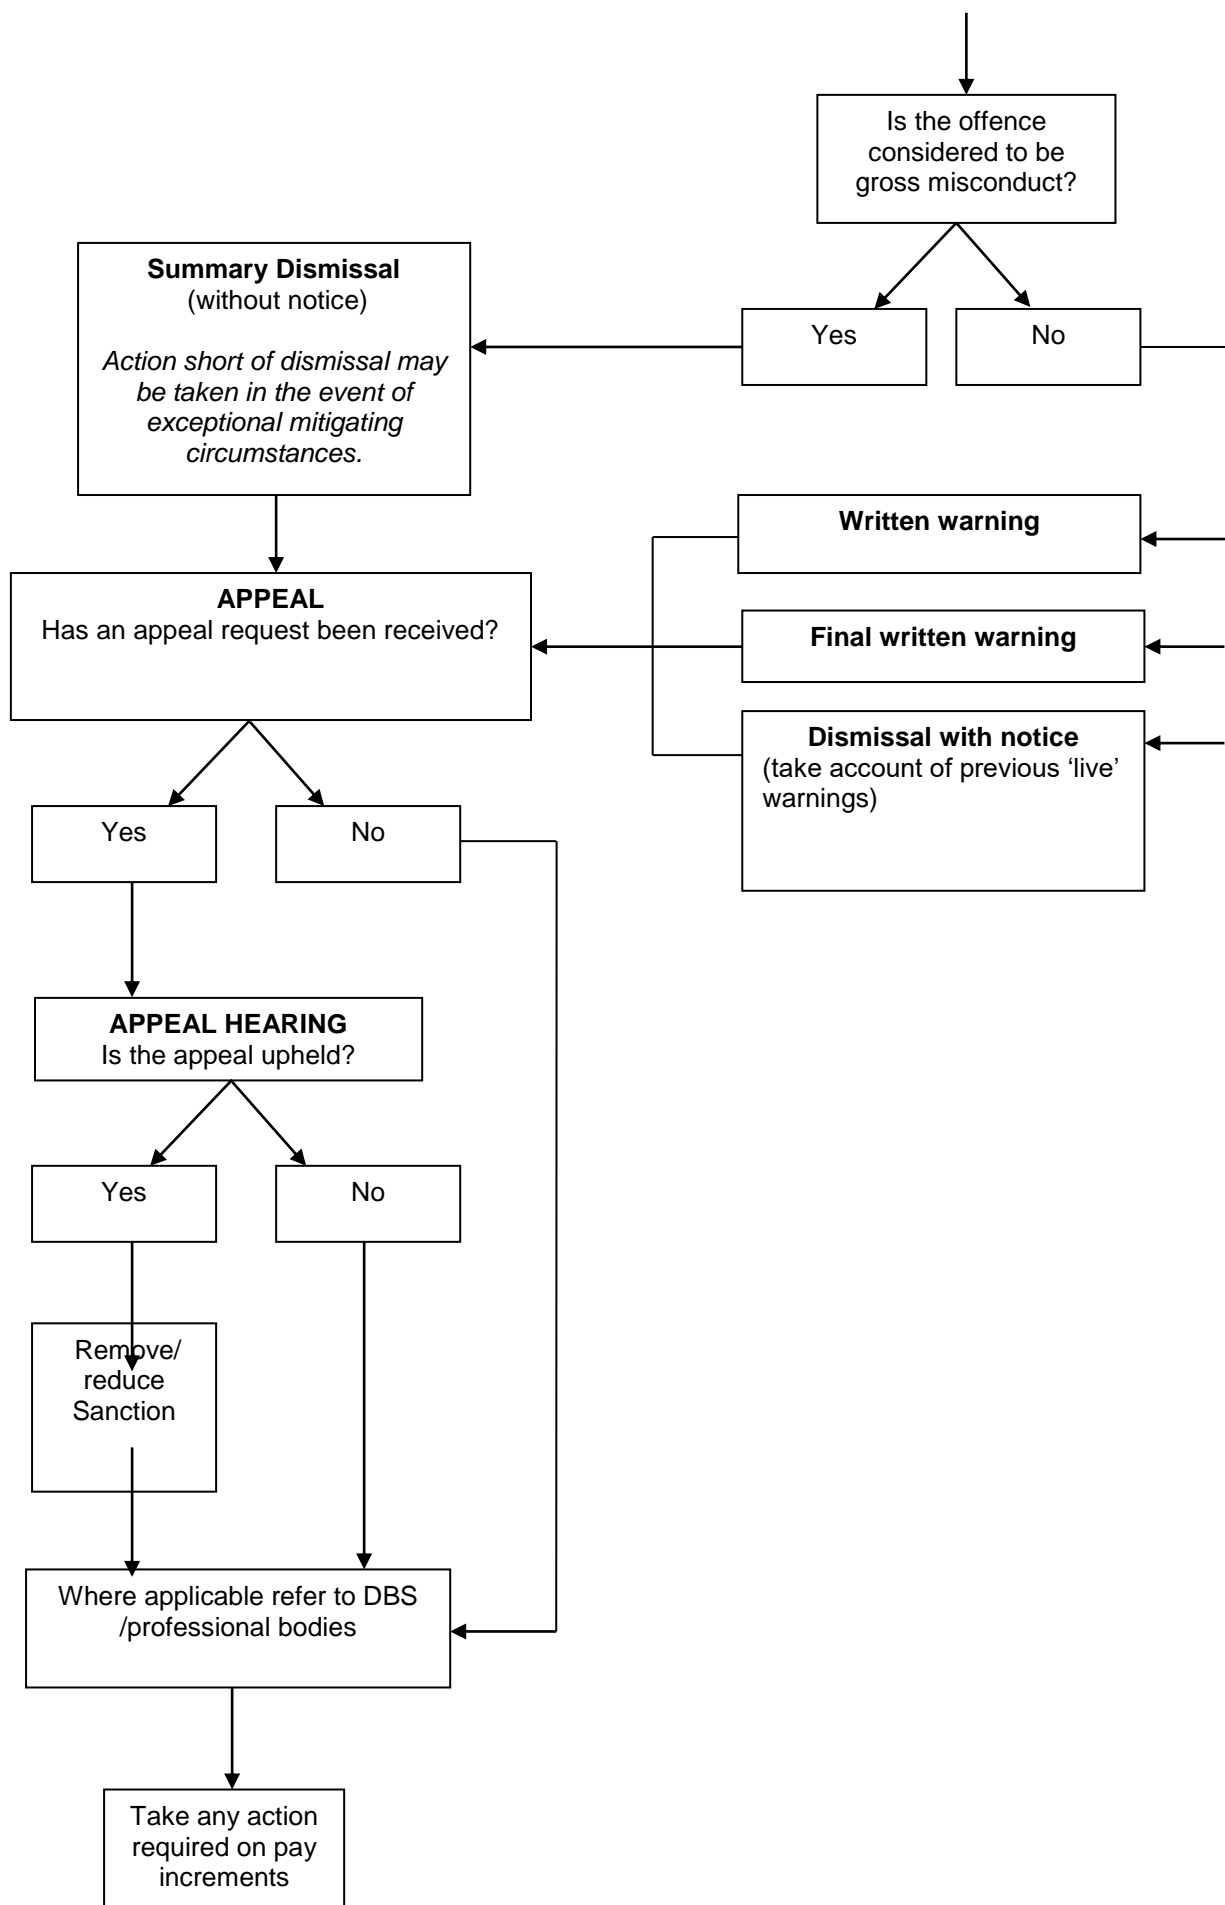 Is the offence
considered to be
gross misconduct?
Summary Dismissal
(without notice)
Action short of dismissal may
be taken in the event of
exceptional mitigating
circumstances.
Yes
No
Written warning
APPEAL
Has an appeal request been received?
Final written warning
Dismissal with notice
(take account of previous ‘live’
warnings)
Yes
No
APPEAL HEARING
Is the appeal upheld?
Yes
No
Remove/
reduce
Sanction
Where applicable refer to DBS
/professional bodies
Take any action
required on pay
increments